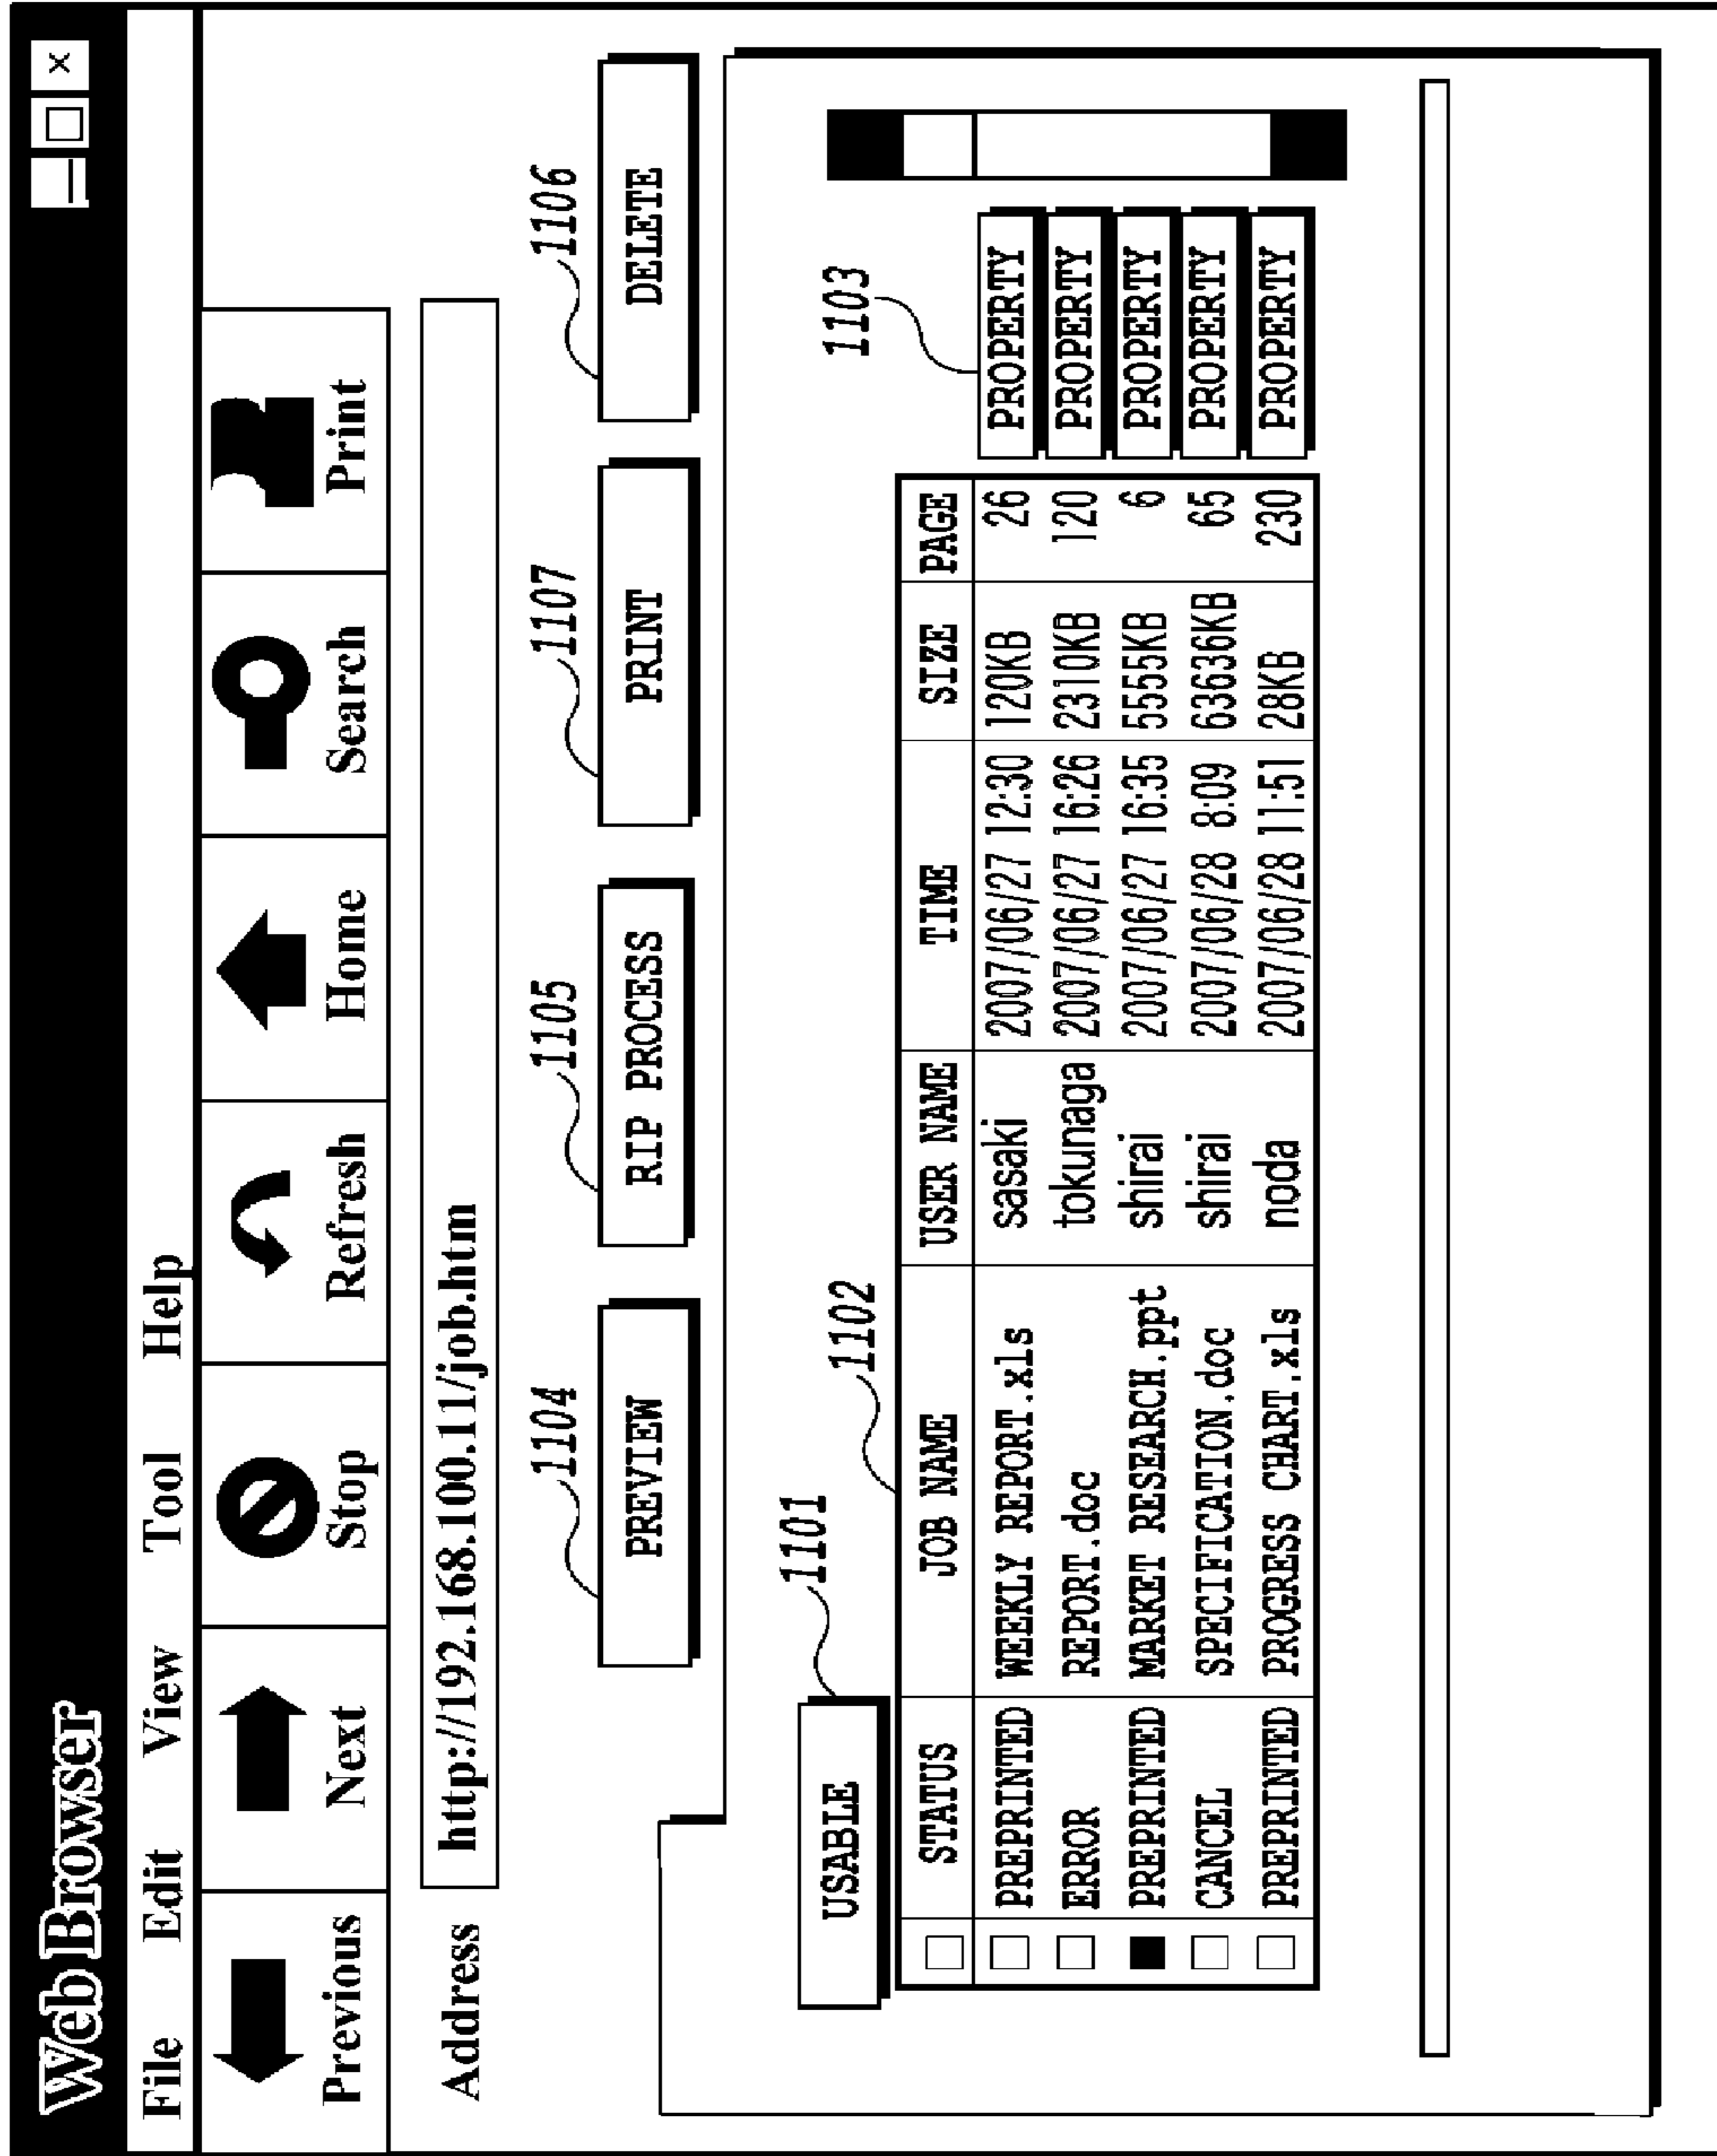 Web Browser
File Edit View Tool Help
Previous Next Stop Refresh Home Search Print
Address http://192.168.100.11/job.htm
1104 1105 1107 1106
PREVIEW RIP PROCESS PRINT DELETE
1101 1102 1103
USABLE
STATUS JOB NAME USER NAME TIME SIZE PAGE
PREPRINTED WEEKLY REPORT.xls sasaki 2007/06/27 12:30 120KB 26 PROPERTY
ERROR REPORT.doc tokunaga 2007/06/27 16:26 2310KB 120 PROPERTY
PREPRINTED MARKET RESEARCH.ppt shirai 2007/06/27 16:35 5555KB 6 PROPERTY
CANCEL SPECIFICATION.doc shirai 2007/06/28 8:09 63636KB 65 PROPERTY
PREPRINTED PROGRESS CHART.xls noda 2007/06/28 11:51 28KB 230 PROPERTY